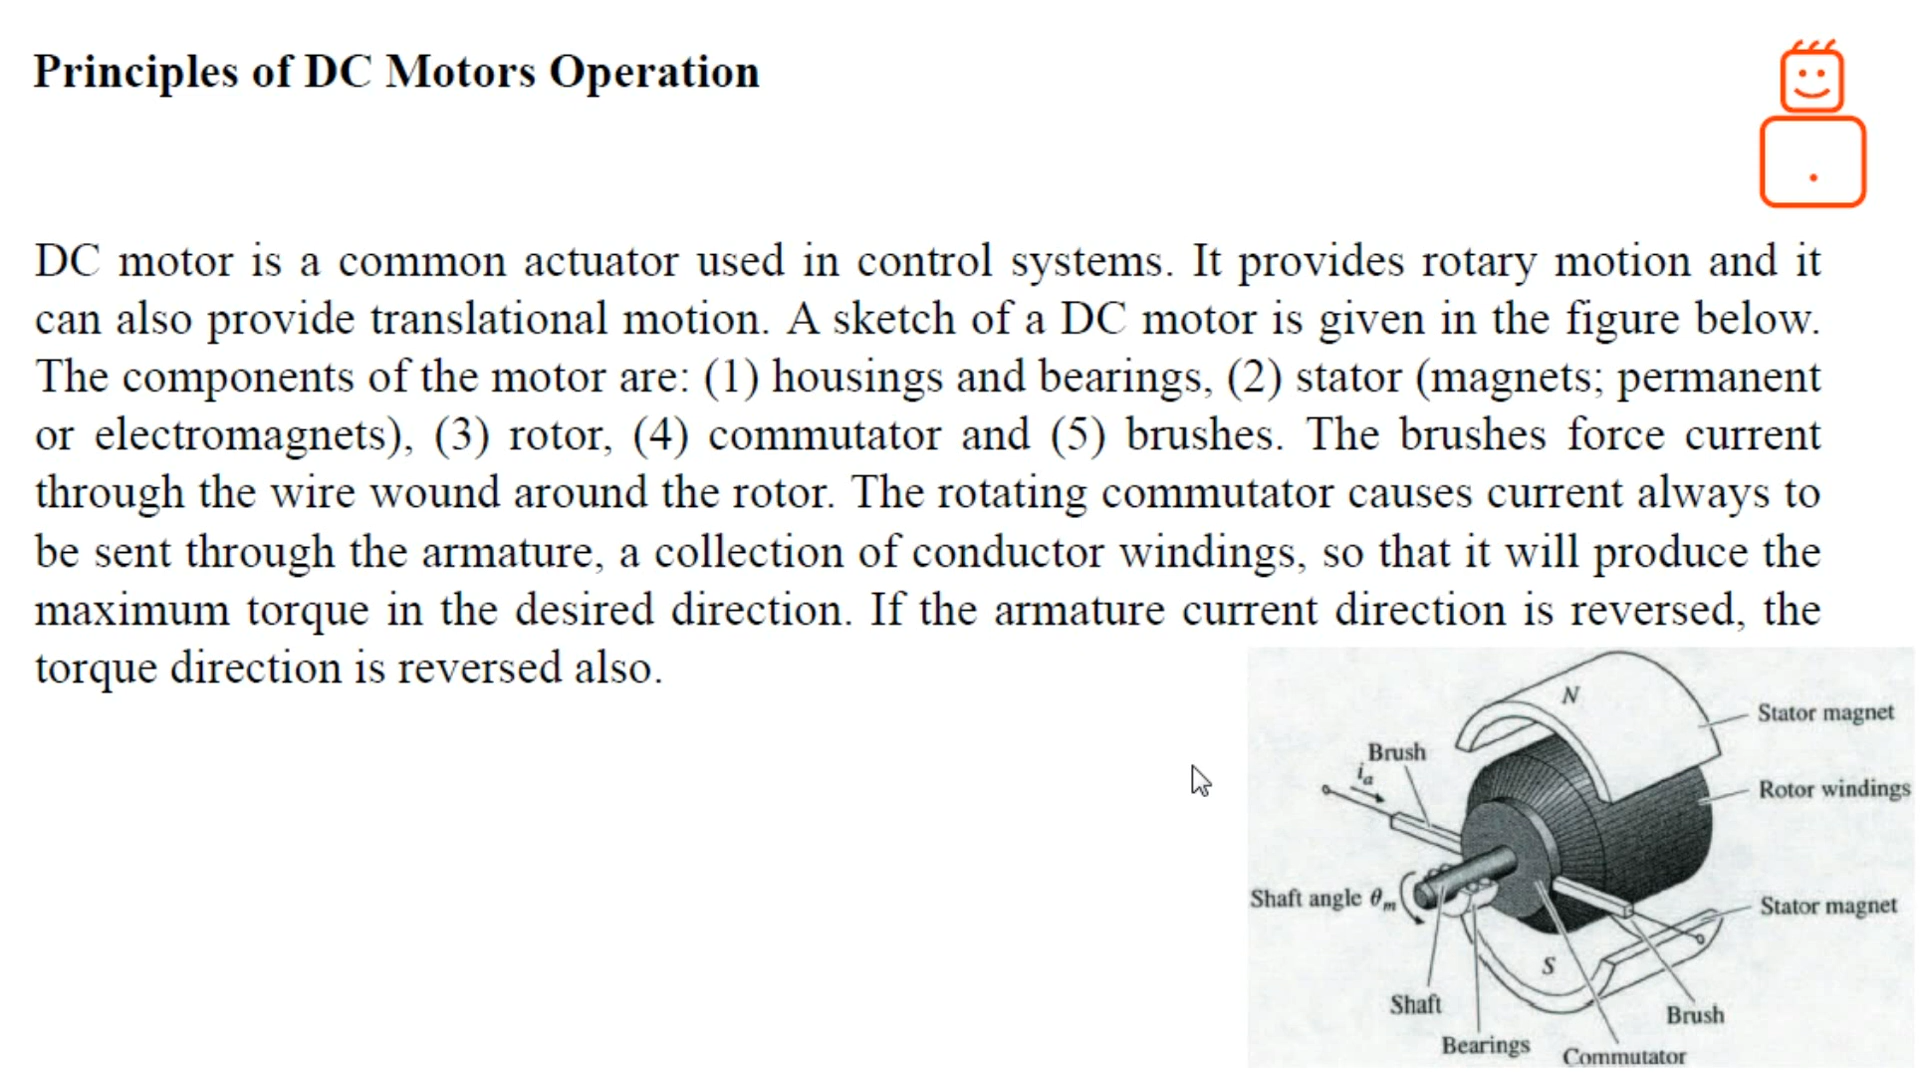 Principles of DC Motors Operation
DC motor is a common actuator used in control systems. It provides rotary motion and it
can also provide translational motion. A sketch of a DC motor is given in the figure below.
The components of the motor are: (1) housings and bearings, (2) stator (magnets; permanent
or electromagnets), (3) rotor, (4) commutator and (5) brushes. The brushes force current
through the wire wound around the rotor. The rotating commutator causes current always to
be sent through the armature, a collection of conductor windings, so that it will produce the
maximum torque in the desired direction. If the armature current direction is reversed, the
torque direction is reversed also.
N
Stator magnet
Brush
iₐ
Rotor windings
Shaft angle θₘ
Stator magnet
S
Shaft
Brush
Bearings
Commutator